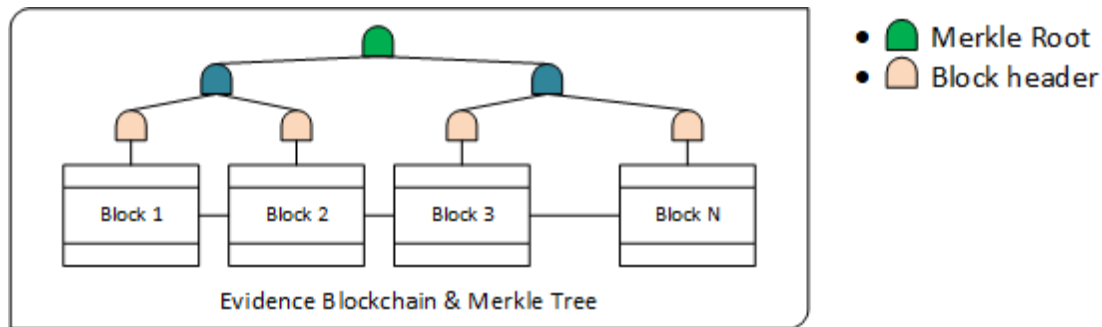 Merkle Root
Block header
Block 1
Block 2
Block 3
Block N
Evidence Blockchain & Merkle Tree